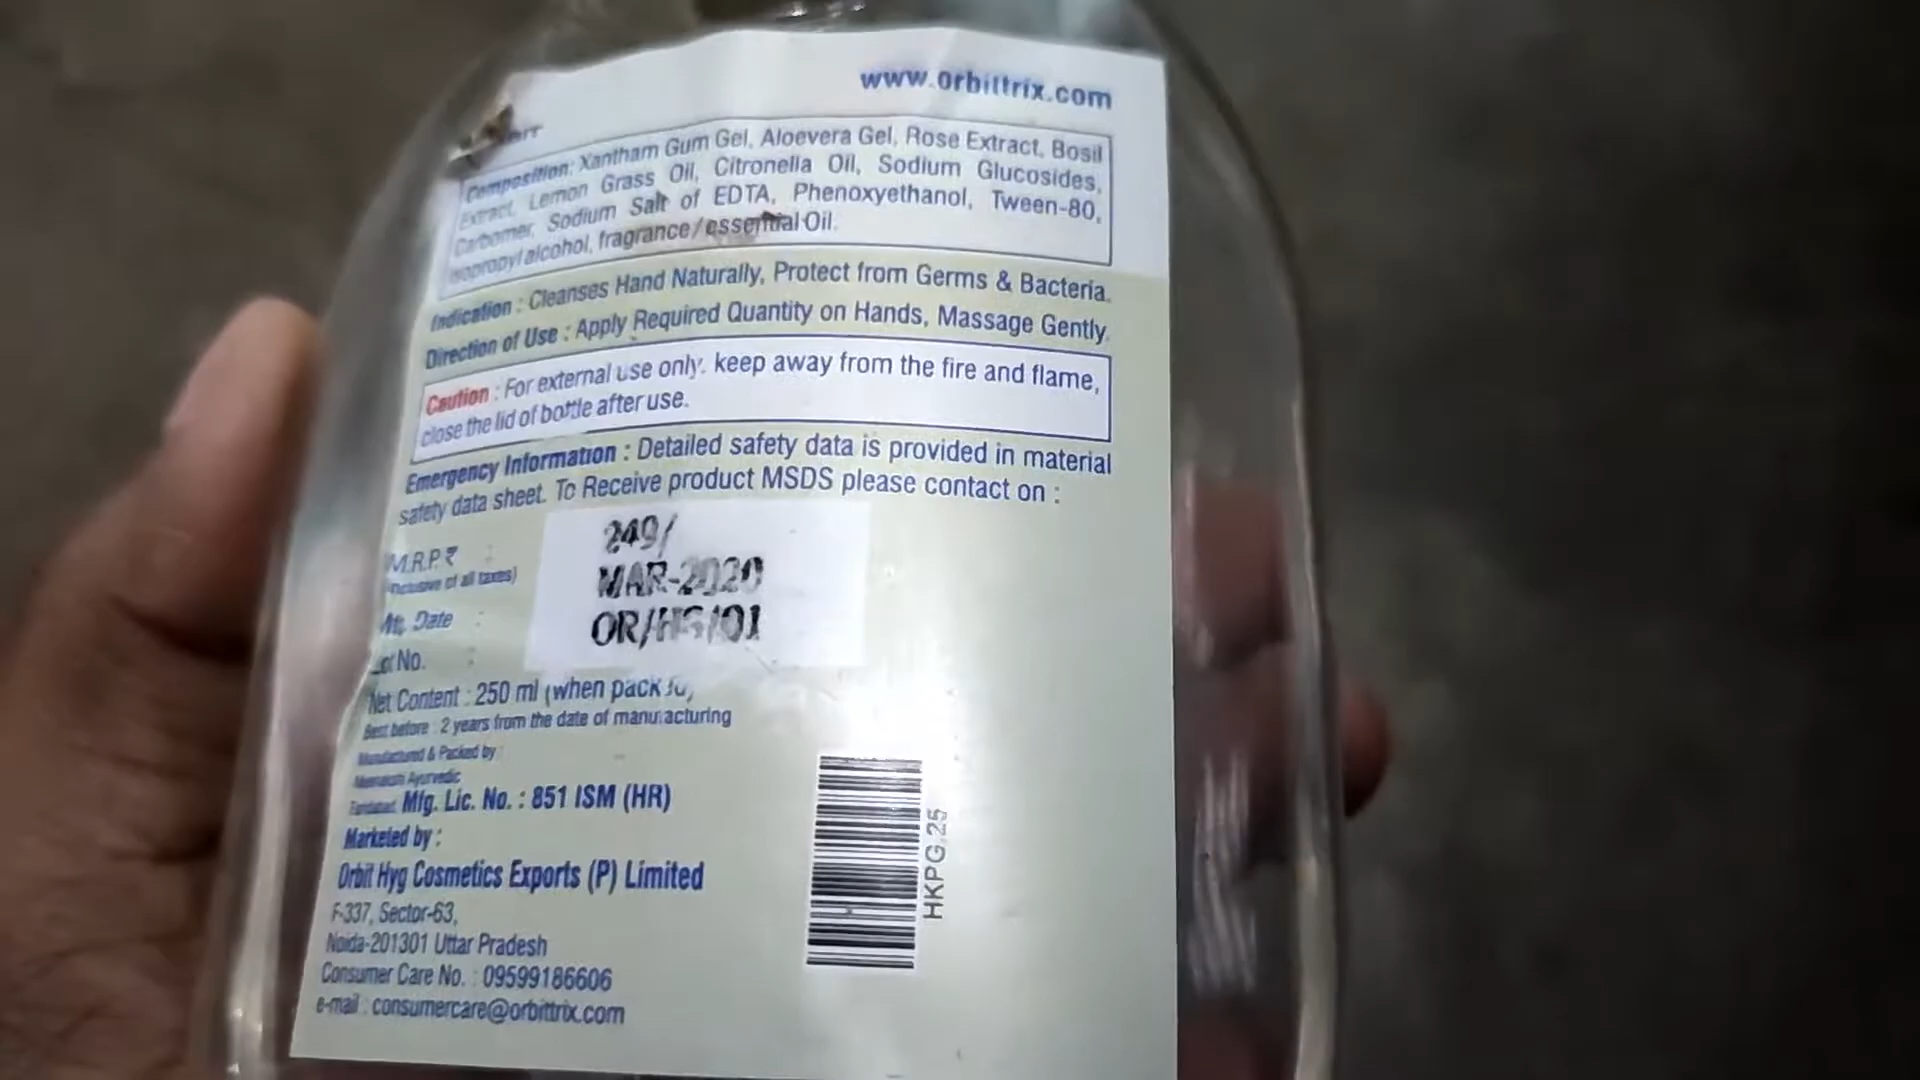 www.orbittrix.com
Composition: Xantham Gum Gel, Aloevera Gel, Rose Extract, Bosil
Extract, Lemon Grass Oil, Citronella Oil, Sodium Glucosides,
Carbomer, Sodium Salt of EDTA, Phenoxyethanol, Tween-80,
isopropyl alcohol, fragrance/essential Oil.
Indication : Cleanses Hand Naturally, Protect from Germs & Bacteria.
Direction of Use : Apply Required Quantity on Hands, Massage Gently.
Caution : For external use only. keep away from the fire and flame,
close the lid of bottle after use.
Emergency Information : Detailed safety data is provided in material
safety data sheet. To Receive product MSDS please contact on :
M.R.P. ₹ : 249/
(inclusive of all taxes)
Mfg. Date : MAR-2020
Lot No. : OR/HS/01
Net Content : 250 ml (when packed)
Best before : 2 years from the date of manufacturing
Manufactured & Packed by
Ayurvedic
Mfg. Lic. No. : 851 ISM (HR)
Marketed by :
Orbit Hyg Cosmetics Exports (P) Limited
F-337, Sector-63,
Noida-201301 Uttar Pradesh
Consumer Care No. : 09599186606
e-mail : consumercare@orbittrix.com
HKPG.25